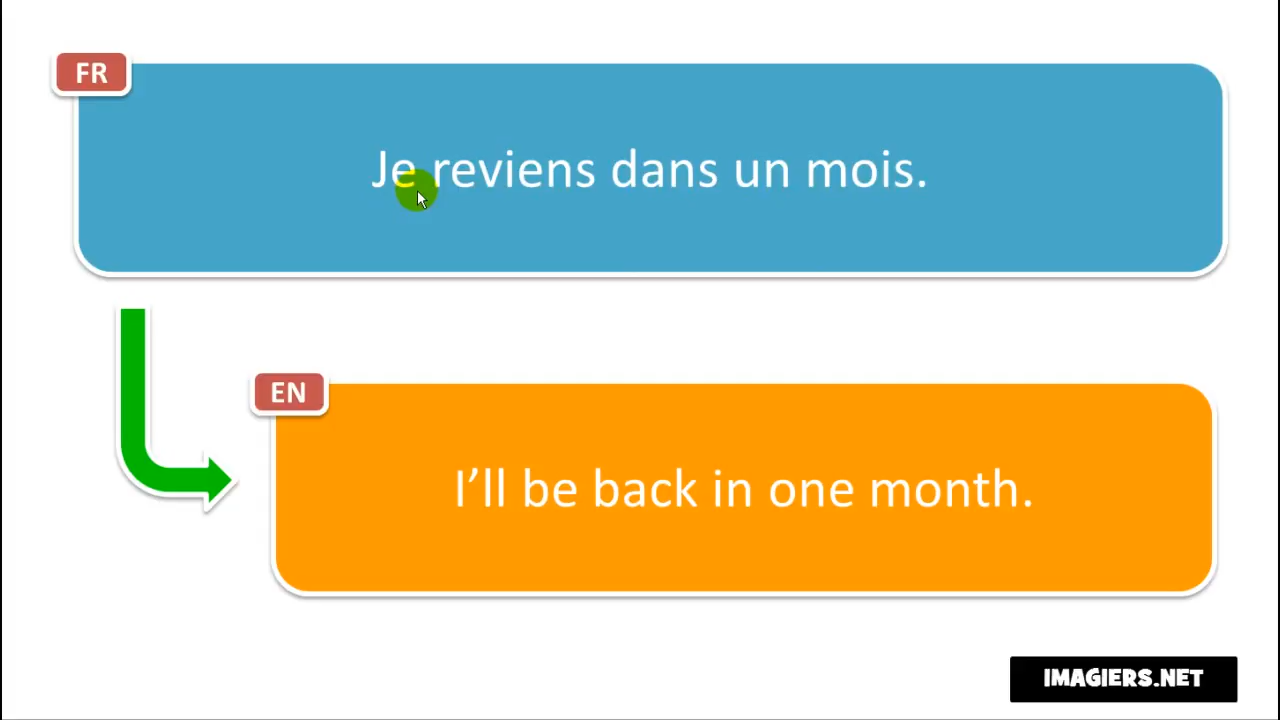 FR
Je reviens dans un mois.
EN
I’ll be back in one month.
IMAGIERS.NET